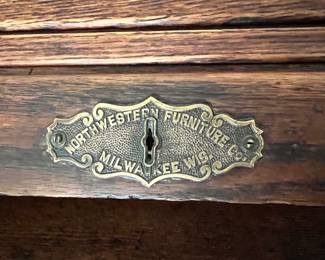 NORTHWESTERN FURNITURE CO.
MILWAUKEE WIS.